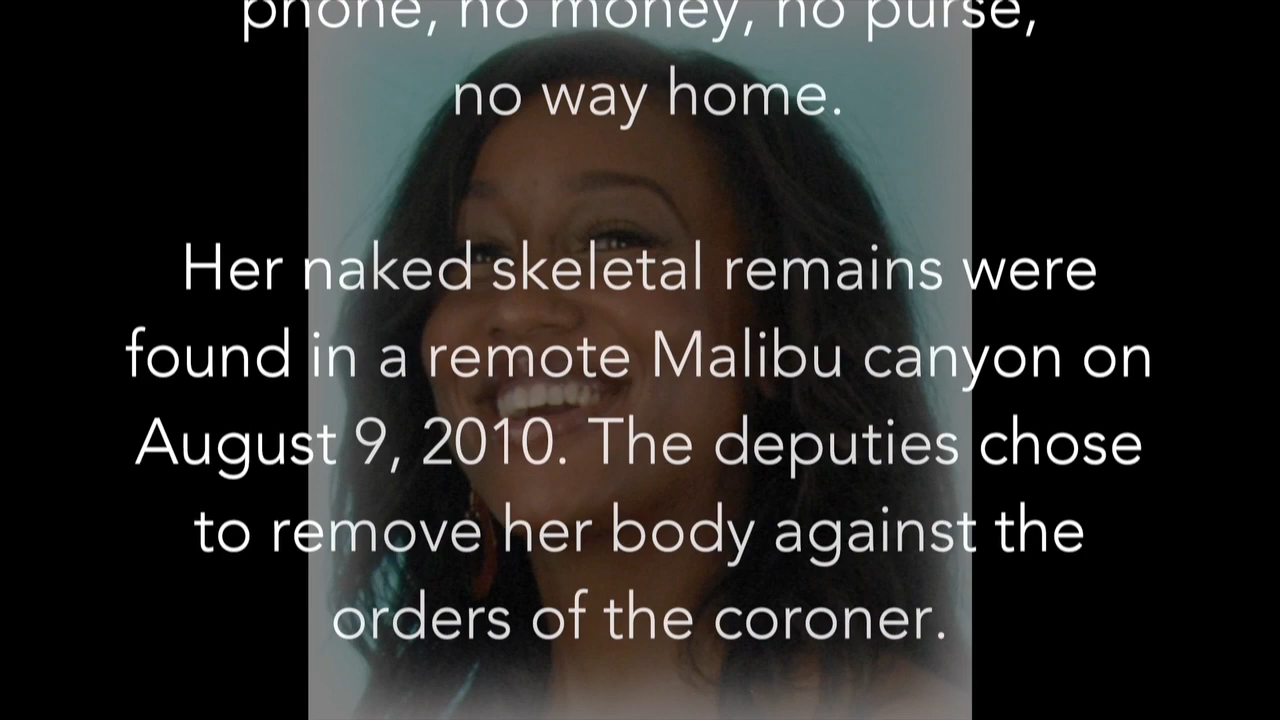 phone, no money, no purse,
no way home.
Her naked skeletal remains were
found in a remote Malibu canyon on
August 9, 2010. The deputies chose
to remove her body against the
orders of the coroner.